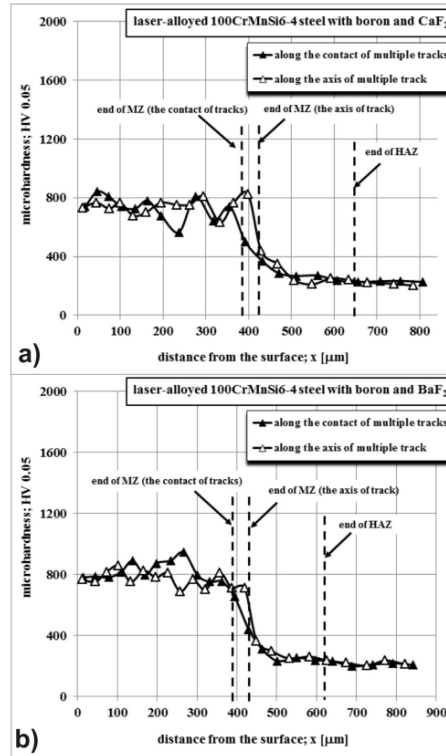 laser-alloyed 100CrMnSi6-4 steel with boron and CaF2
along the contact of multiple tracks
along the axis of multiple track
end of MZ (the contact of tracks)
end of MZ (the axis of track)
end of HAZ
microhardness; HV 0.05
2000
1600
1200
800
400
0
0 100 200 300 400 500 600 700 800
distance from the surface; x [µm]
a)
laser-alloyed 100CrMnSi6-4 steel with boron and BaF2
along the contact of multiple tracks
along the axis of multiple track
end of MZ (the contact of tracks)
end of MZ (the axis of track)
end of HAZ
microhardness; HV 0.05
2000
1600
1200
800
400
0
0 100 200 300 400 500 600 700 800 900
distance from the surface; x [µm]
b)